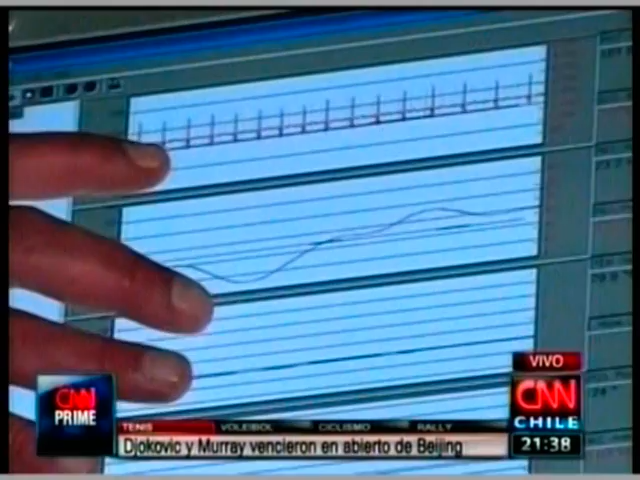 VIVO
CNN
CHILE
21:38
CNN
PRIME
TENIS VOLEIBOL CICLISMO RALLY
Djokovic y Murray vencieron en abierto de Beijing